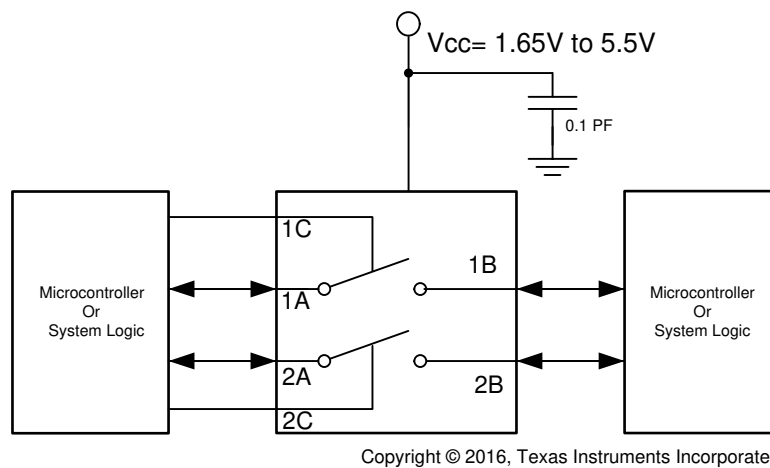 Vcc= 1.65V to 5.5V
0.1 PF
1C
1B
1A
Microcontroller
Or
System Logic
Microcontroller
Or
System Logic
2A
2B
2C
Copyright © 2016, Texas Instruments Incorporate